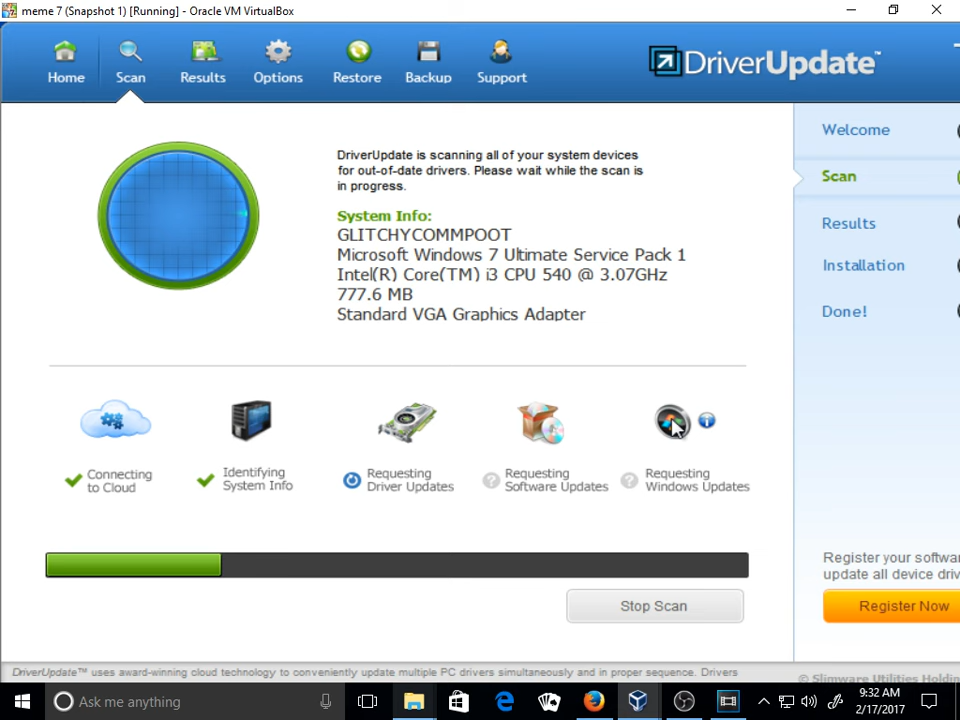 meme 7 (Snapshot 1) [Running] - Oracle VM VirtualBox
Home
Scan
Results
Options
Restore
Backup
Support
DriverUpdate™
DriverUpdate is scanning all of your system devices
for out-of-date drivers. Please wait while the scan is
in progress.
System Info:
GLITCHYCOMMPOOT
Microsoft Windows 7 Ultimate Service Pack 1
Intel(R) Core(TM) i3 CPU 540 @ 3.07GHz
777.6 MB
Standard VGA Graphics Adapter
Connecting
to Cloud
Identifying
System Info
Requesting
Driver Updates
Requesting
Software Updates
Requesting
Windows Updates
Stop Scan
Welcome
Scan
Results
Installation
Done!
Register your softwa
update all device driv
Register Now
DriverUpdate™ uses award-winning cloud technology to conveniently update multiple PC drivers simultaneously and in proper sequence. Drivers
© Slimware Utilities Holdin
Ask me anything
9:32 AM
2/17/2017